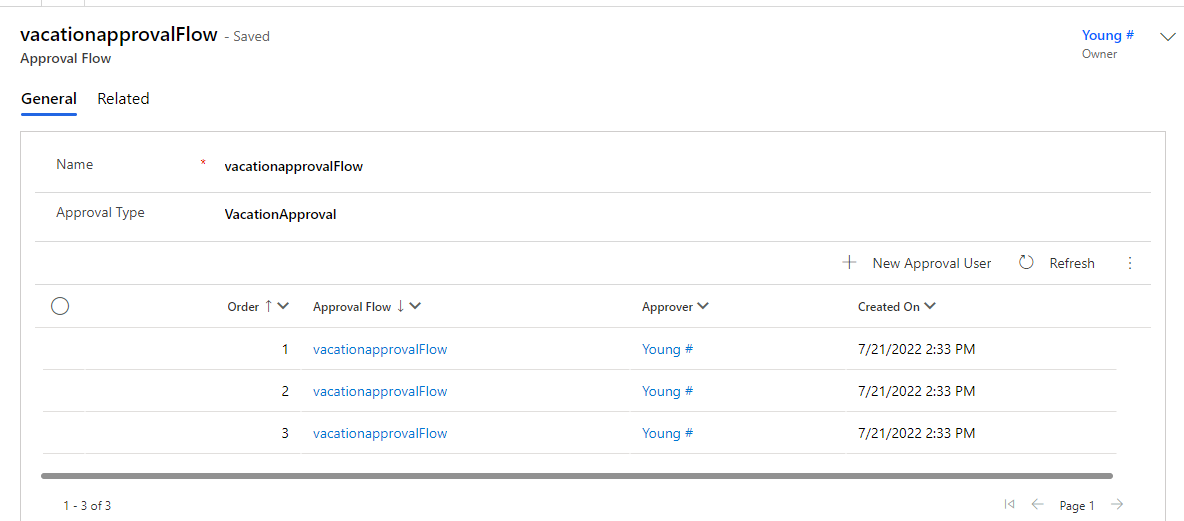 vacationapprovalFlow - Saved
Young #
Approval Flow
Owner
General Related
Name * vacationapprovalFlow
Approval Type VacationApproval
New Approval User Refresh
Order Approval Flow Approver Created On
1 vacationapprovalFlow Young # 7/21/2022 2:33 PM
2 vacationapprovalFlow Young # 7/21/2022 2:33 PM
3 vacationapprovalFlow Young # 7/21/2022 2:33 PM
1 - 3 of 3 Page 1